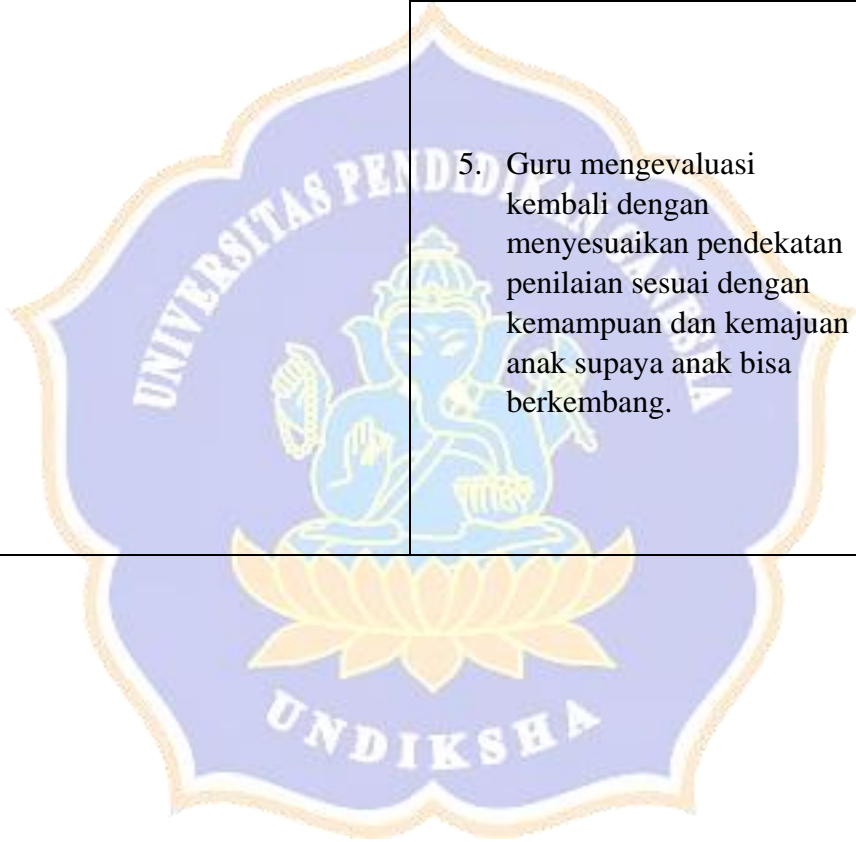 UNIVERSITAS PENDIDIKAN GANESHA
5. Guru mengevaluasi
kembali dengan
menyesuaikan pendekatan
penilaian sesuai dengan
kemampuan dan kemajuan
anak supaya anak bisa
berkembang.
UNDIKSHA